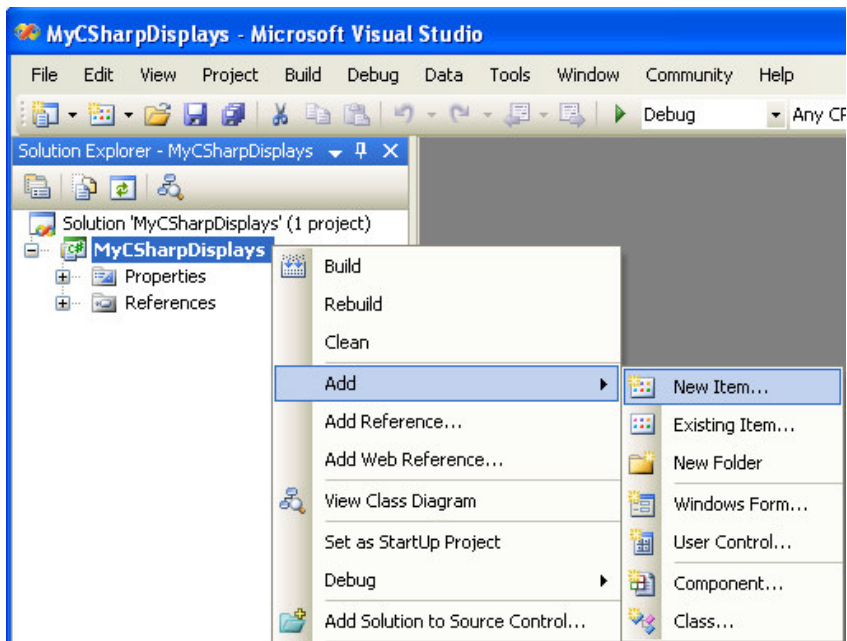 MyCSharpDisplays - Microsoft Visual Studio
File Edit View Project Build Debug Data Tools Window Community Help
Debug Any CP
Solution Explorer - MyCSharpDisplays
Solution 'MyCSharpDisplays' (1 project)
MyCSharpDisplays
Properties
References
Build
Rebuild
Clean
Add
Add Reference...
Add Web Reference...
View Class Diagram
Set as StartUp Project
Debug
Add Solution to Source Control...
New Item...
Existing Item...
New Folder
Windows Form...
User Control...
Component...
Class...